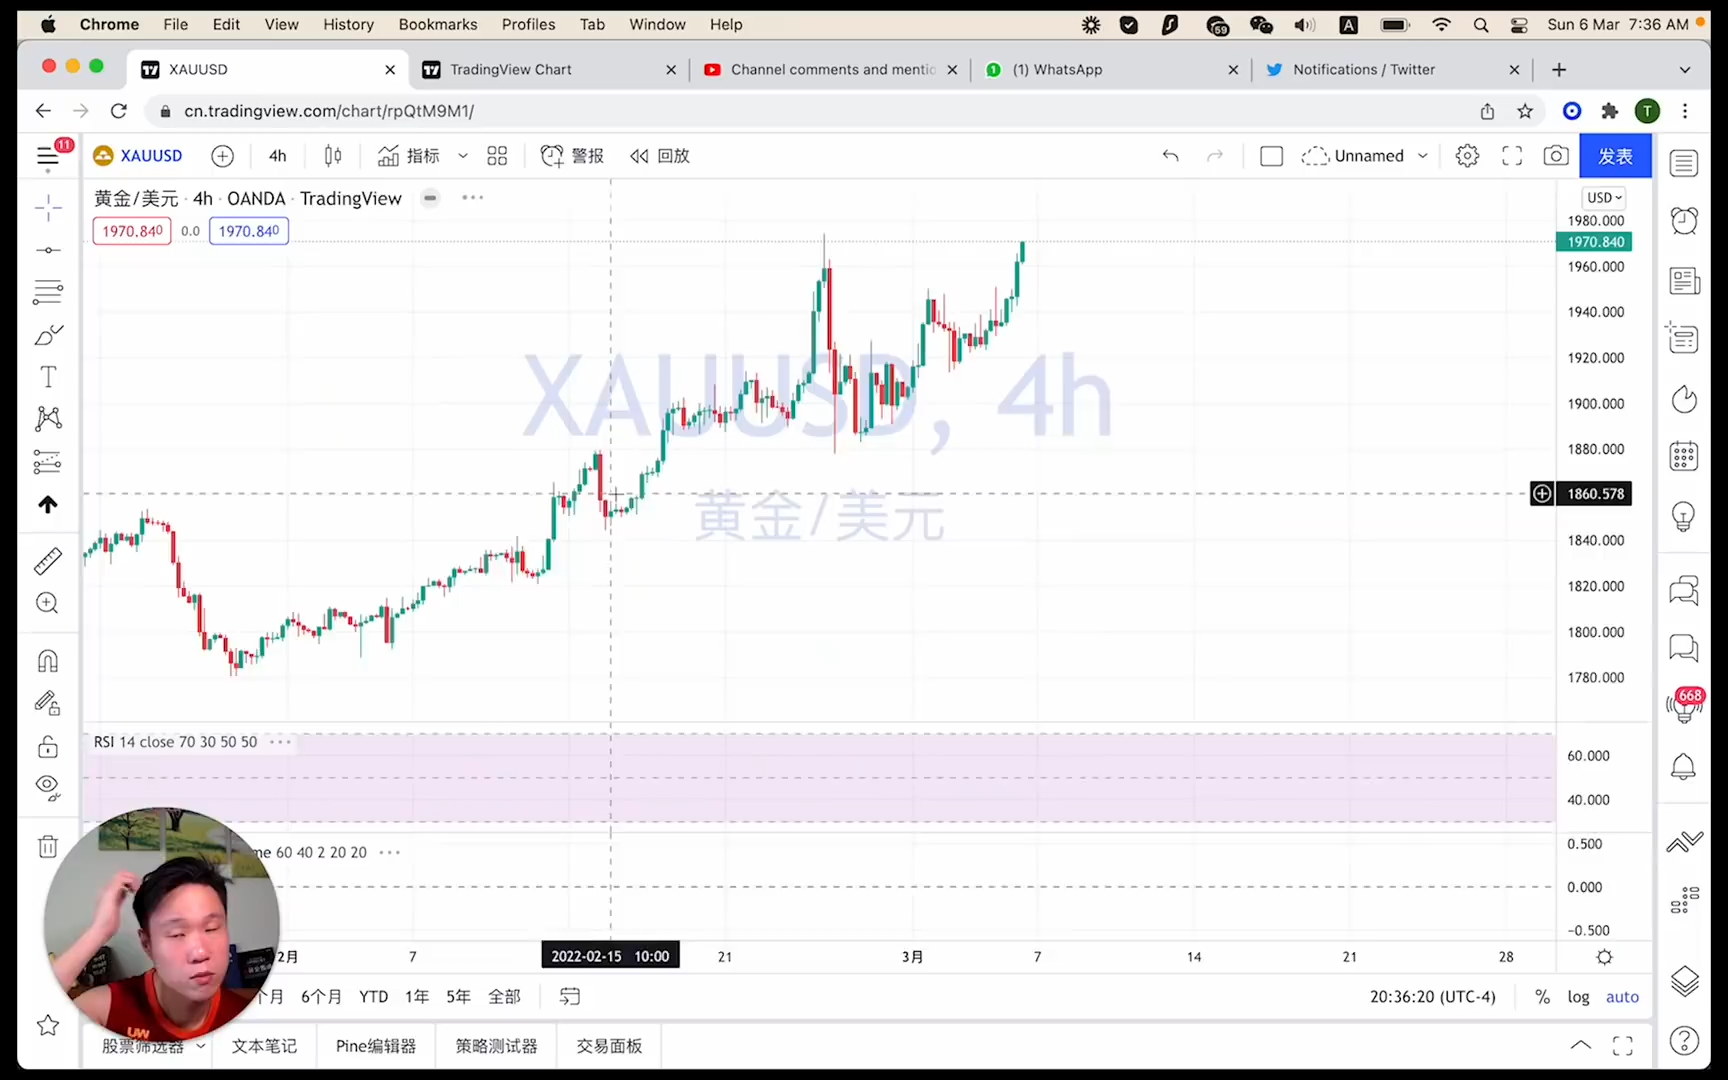 Chrome File Edit View History Bookmarks Profiles Tab Window Help
59 A Sun 6 Mar 7:36 AM
XAUUSD TradingView Chart Channel comments and mentic (1) WhatsApp Notifications / Twitter
cn.tradingview.com/chart/rpQtM9M1/ T
11 XAUUSD 4h 指标 警报 回放 Unnamed 发表
黄金/美元 · 4h · OANDA · TradingView USD
1970.840 0.0 1970.840
1980.000
1970.840
1960.000
1940.000
1920.000
XAUUSD, 4h
1900.000
1880.000
1860.578
黄金/美元
1840.000
1820.000
1800.000
1780.000
668
RSI 14 close 70 30 50 50
60.000
40.000
me 60 40 2 20 20
0.500
0.000
-0.500
2月 7 2022-02-15 10:00 21 3月 7 14 21 28
个月 6个月 YTD 1年 5年 全部 20:36:20 (UTC-4) % log auto
UW
股票筛选器 文本笔记 Pine编辑器 策略测试器 交易面板